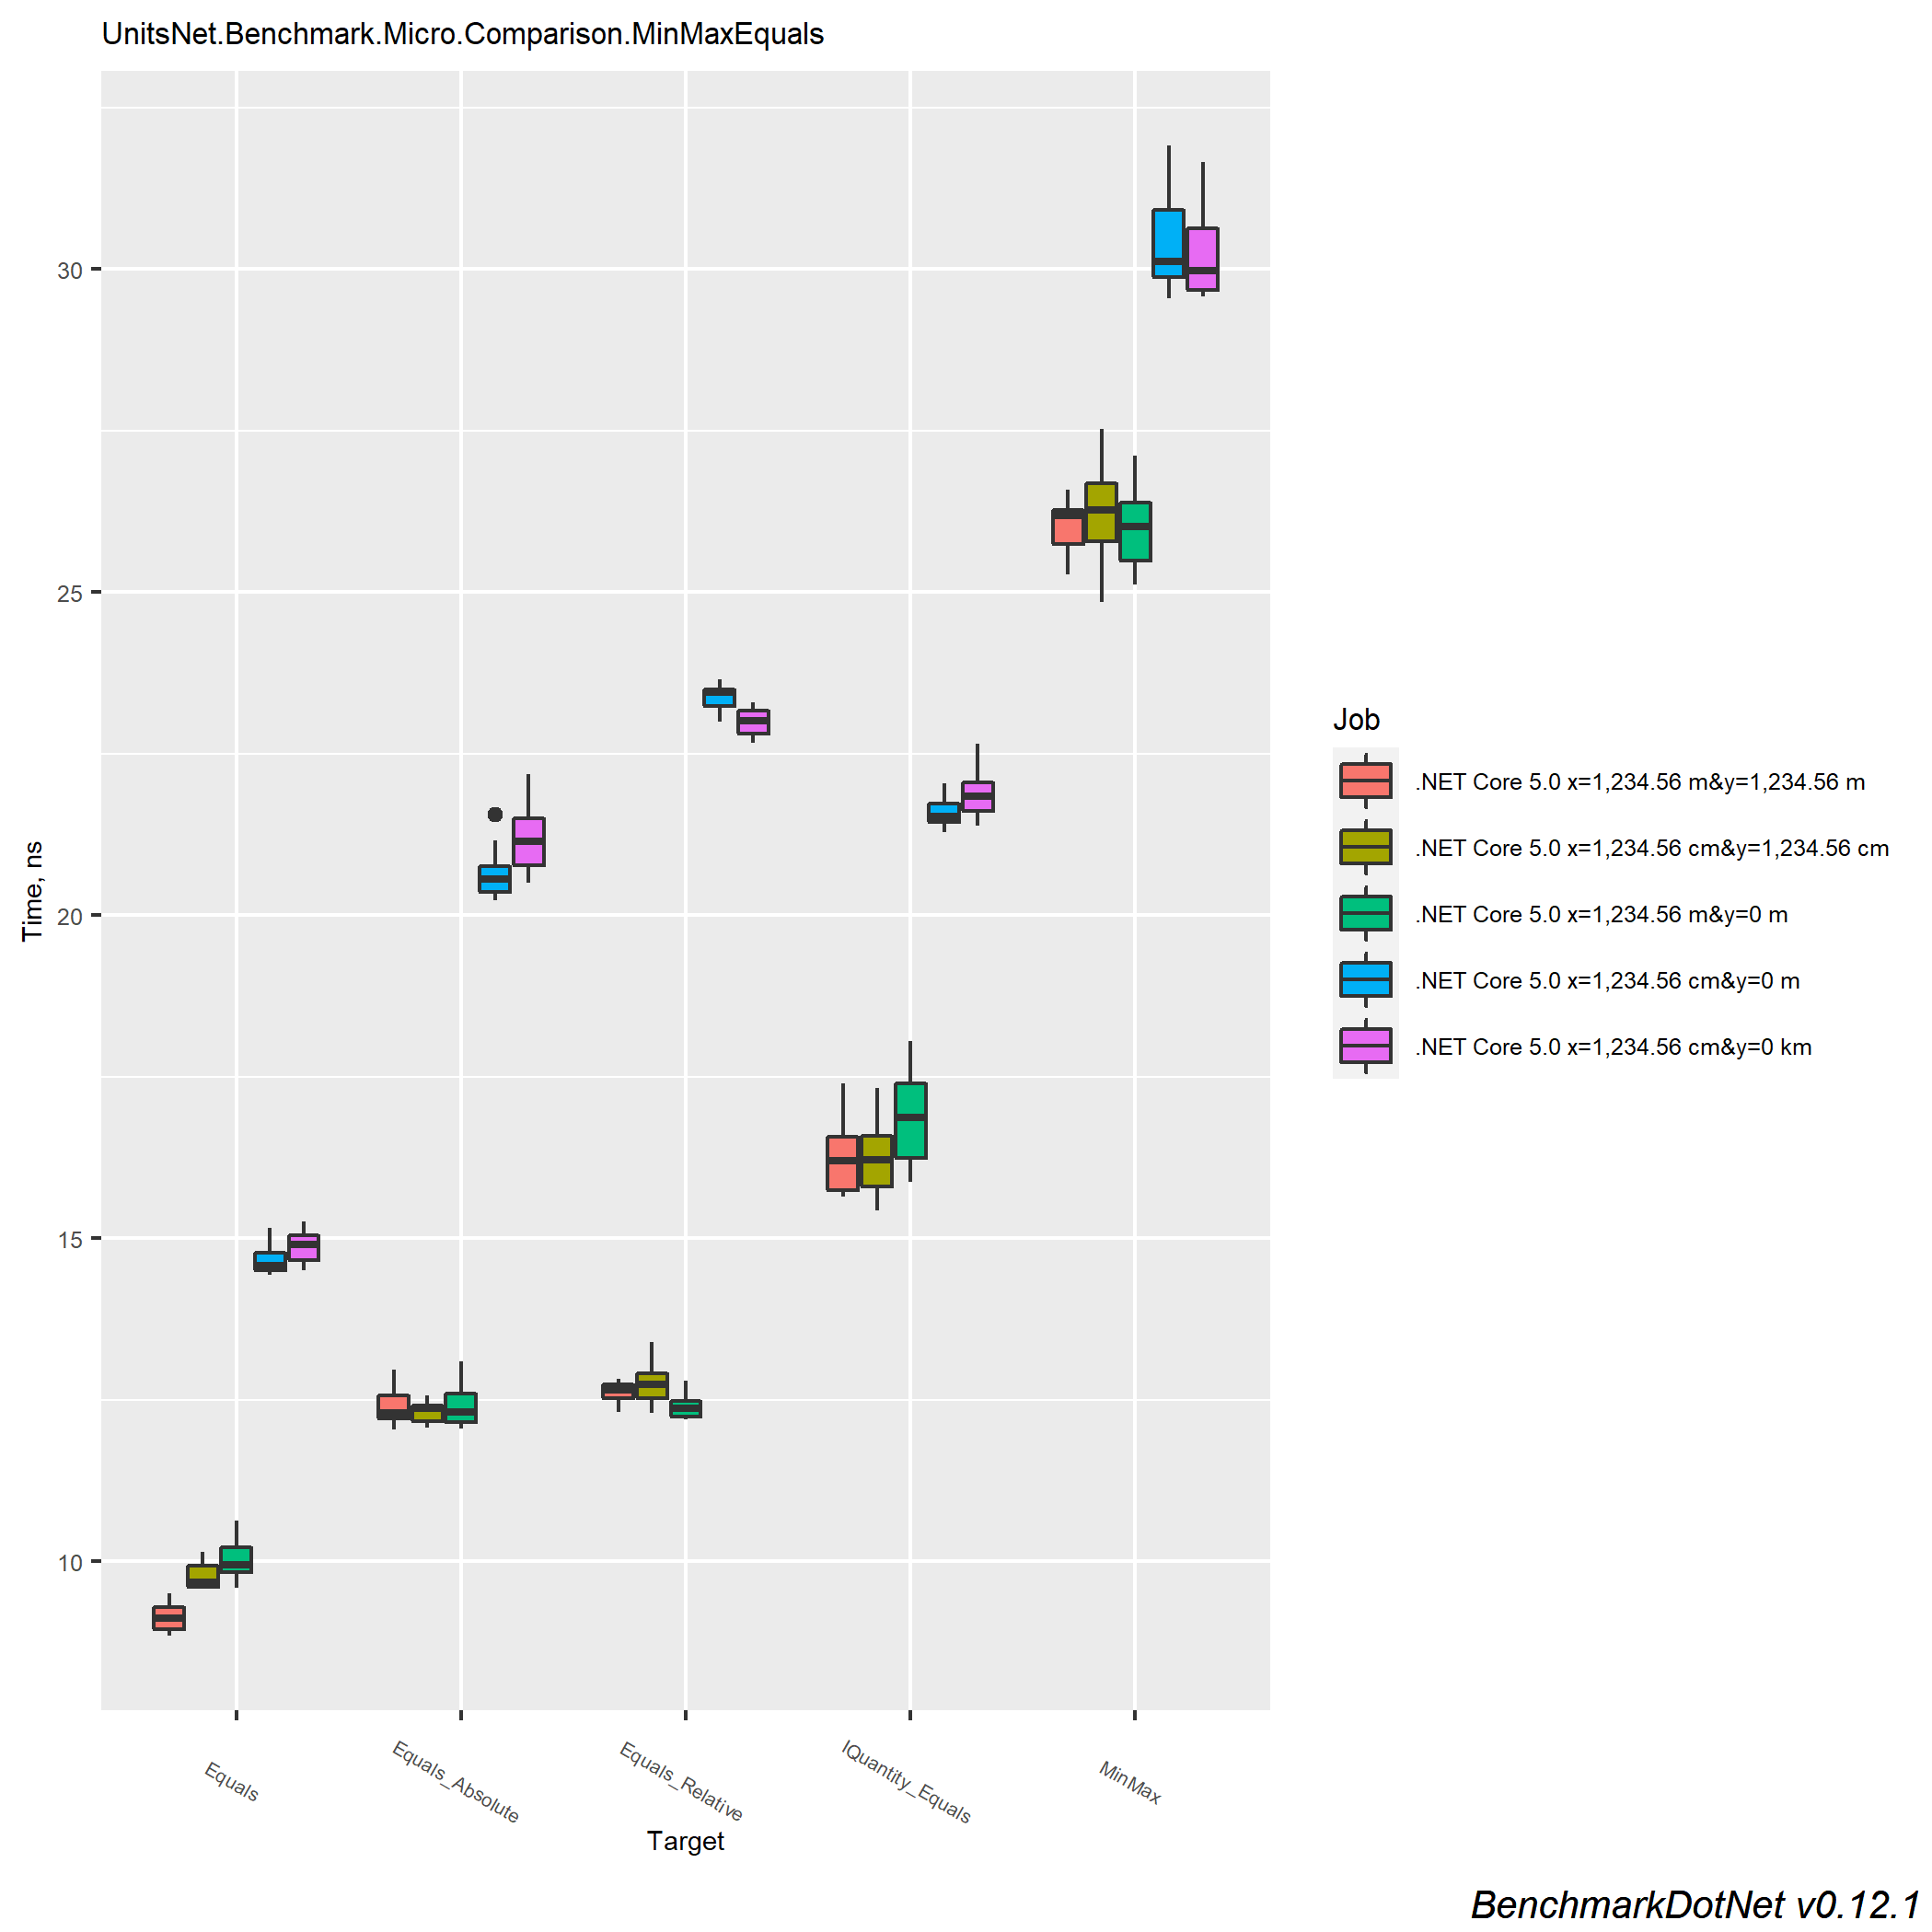 UnitsNet.Benchmark.Micro.Comparison.MinMaxEquals
30
25
20
15
10
Time, ns
Equals
Equals_Absolute
Equals_Relative
IQuantity_Equals
MinMax
Target
Job
.NET Core 5.0 x=1,234.56 m&y=1,234.56 m
.NET Core 5.0 x=1,234.56 cm&y=1,234.56 cm
.NET Core 5.0 x=1,234.56 m&y=0 m
.NET Core 5.0 x=1,234.56 cm&y=0 m
.NET Core 5.0 x=1,234.56 cm&y=0 km
BenchmarkDotNet v0.12.1